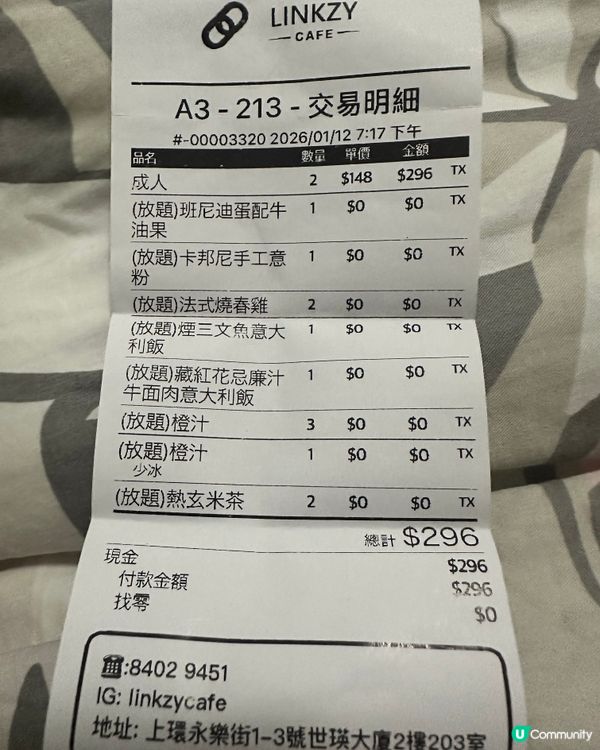 LINKZY
CAFE
A3 - 213 - 交易明細
#-00003320 2026/01/12 7:17 下午
品名 數量 單價 金額
成人 2 $148 $296 TX
(放題)班尼迪蛋配牛 1 $0 $0 TX
油果
(放題)卡邦尼手工意 1 $0 $0 TX
粉
(放題)法式燒春雞 2 $0 $0 TX
(放題)煙三文魚意大 1 $0 $0 TX
利飯
(放題)藏紅花忌廉汁 1 $0 $0 TX
牛面肉意大利飯
(放題)橙汁 3 $0 $0 TX
(放題)橙汁 1 $0 $0 TX
少冰
(放題)熱玄米茶 2 $0 $0 TX
總計 $296
現金 $296
付款金額 $296
找零 $0
☎:8402 9451
IG: linkzycafe
地址: 上環永樂街1-3號世瑛大廈2樓203室
U Community